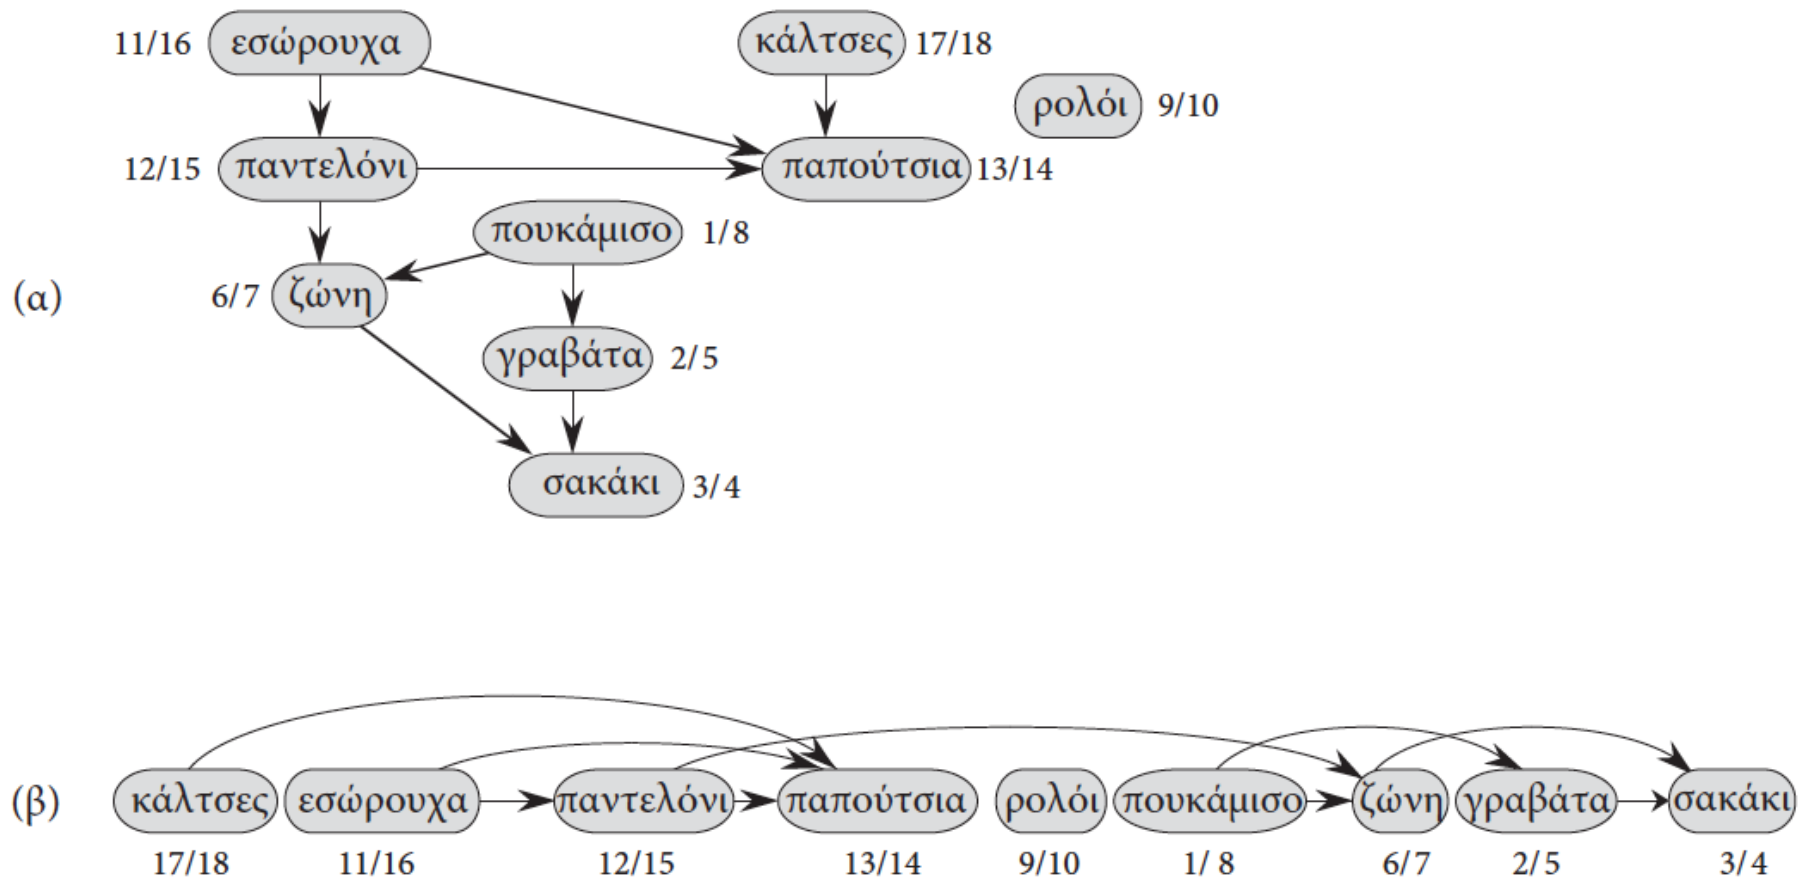 11/16 εσώρουχα κάλτσες 17/18
ρολόι 9/10
12/15 παντελόνι παπούτσια 13/14
πουκάμισο 1/8
(α) 6/7 ζώνη
γραβάτα 2/5
σακάκι 3/4
(β) κάλτσες εσώρουχα παντελόνι παπούτσια ρολόι πουκάμισο ζώνη γραβάτα σακάκι
17/18 11/16 12/15 13/14 9/10 1/8 6/7 2/5 3/4